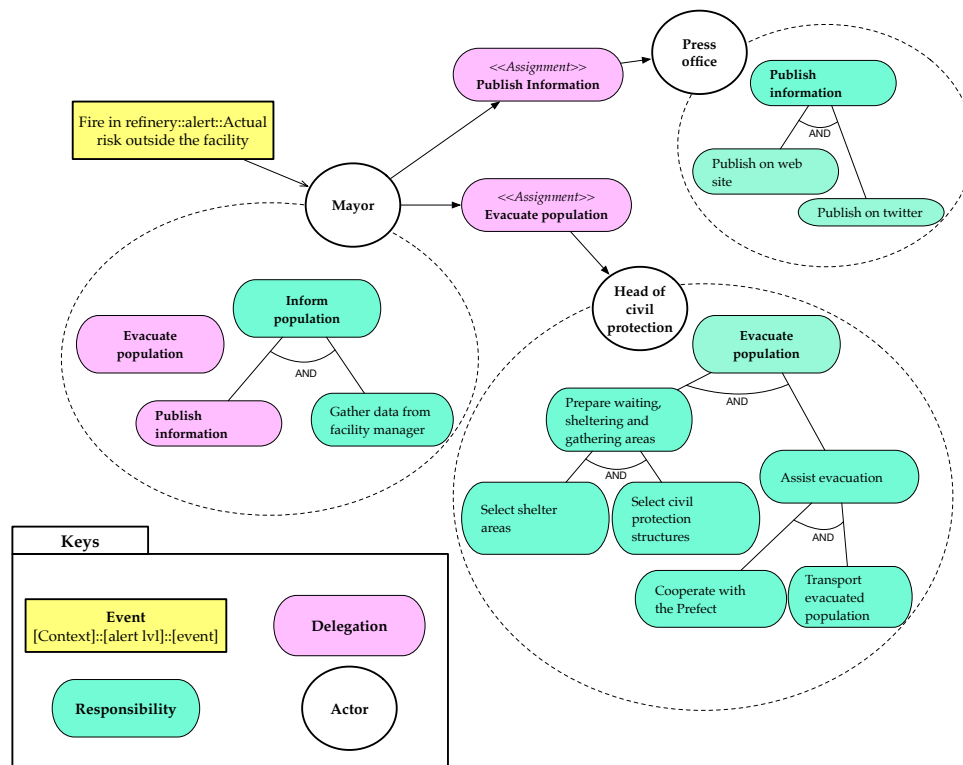 Press
office
<<Assignment>>
Publish Information
Publish
information
AND
Publish on web
site
Publish on twitter
Fire in refinery::alert::Actual
risk outside the facility
Mayor
<<Assignment>>
Evacuate population
Head of
civil
protection
Inform
population
Evacuate
population
AND
Publish
information
Gather data from
facility manager
Evacuate
population
AND
Prepare waiting,
sheltering and
gathering areas
AND
Assist evacuation
Select shelter
areas
Select civil
protection
structures
AND
Cooperate with
the Prefect
Transport
evacuated
population
Keys
Event
[Context]::[alert lvl]::[event]
Delegation
Responsibility
Actor